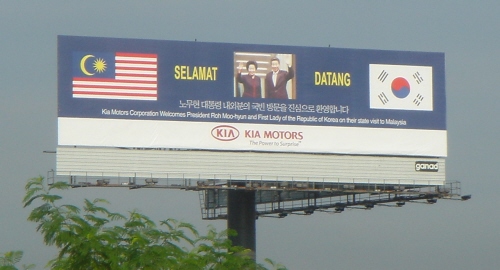 SELAMAT DATANG
노무현 대통령 내외분의 국빈 방문을 진심으로 환영합니다
Kia Motors Corporation Welcomes President Roh Moo-hyun and First Lady of the Republic of Korea on their state visit to Malaysia
KIA KIA MOTORS
The Power to Surprise™
ganad